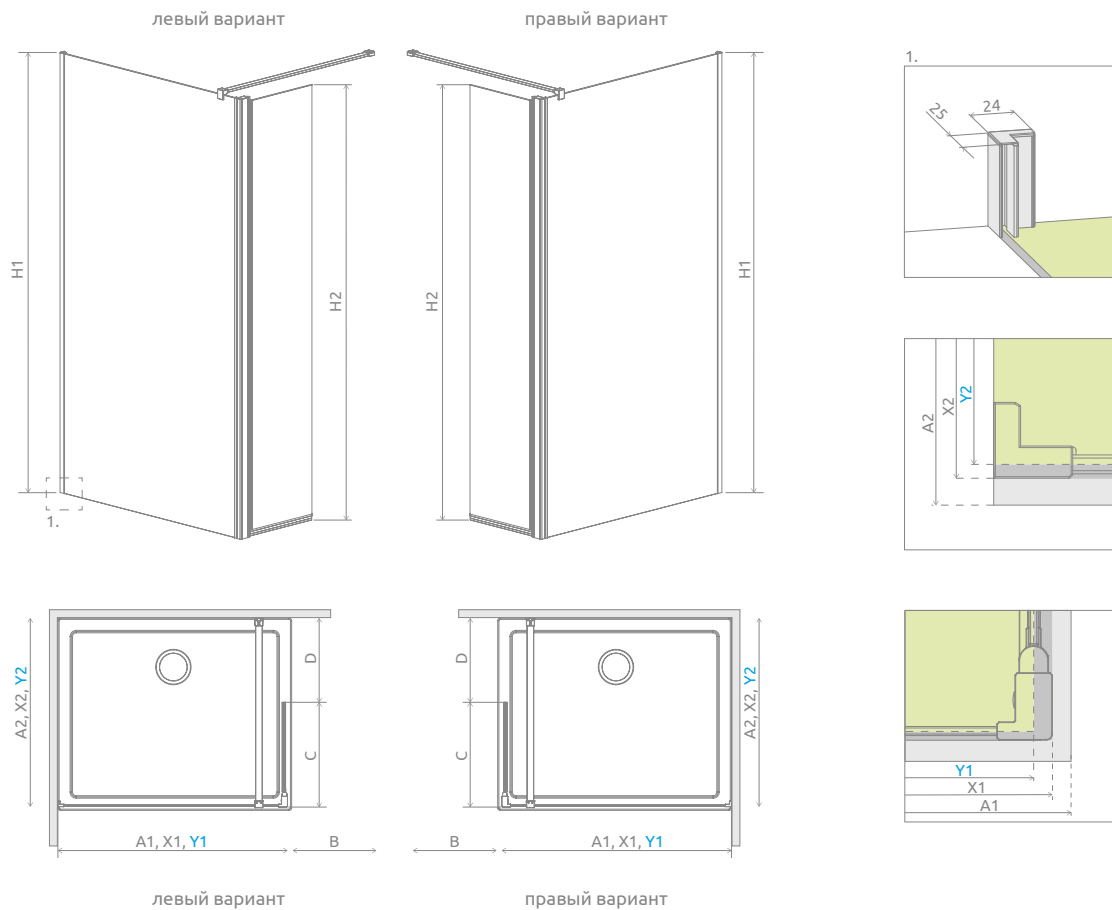 левый вариант
правый вариант
1.
25
24
H1
H2
H2
H1
A2
X2
Y2
1.
A2, X2, Y2
D
C
D
C
A2, X2, Y2
Y1
X1
A1
A1, X1, Y1
B
B
A1, X1, Y1
левый вариант
правый вариант